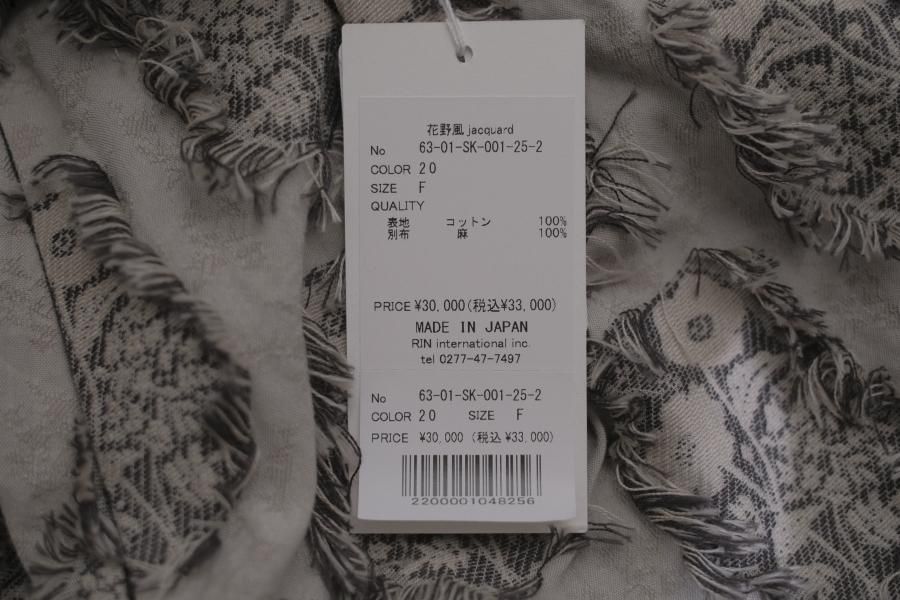 花野風 jacquard
No 63-01-SK-001-25-2
COLOR 20
SIZE F
QUALITY
表地 コットン 100%
別布 麻 100%
PRICE ¥30,000(税込¥33,000)
MADE IN JAPAN
RIN international inc.
tel 0277-47-7497
No 63-01-SK-001-25-2
COLOR 20 SIZE F
PRICE ¥30,000 (税込 ¥33,000)
2200001048256